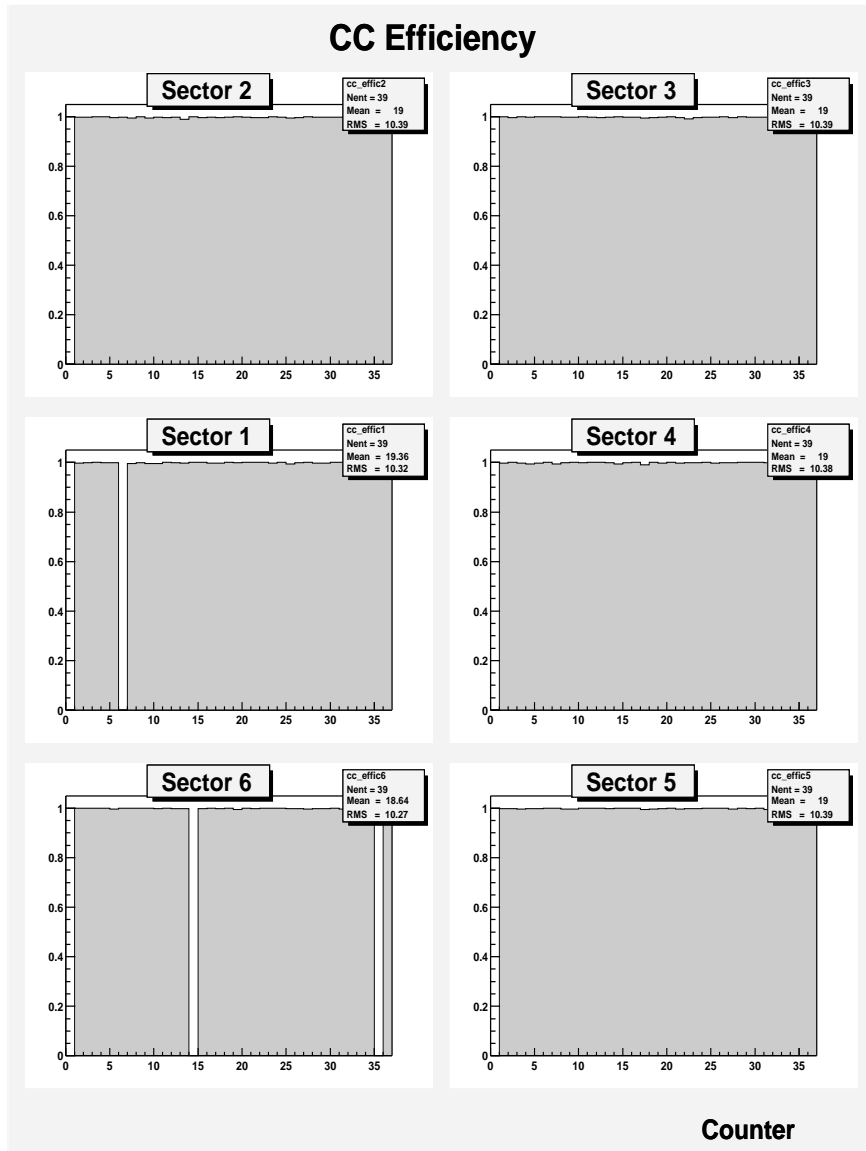 CC Efficiency
Sector 2
cc_effic2
Nent = 39
Mean = 19
RMS = 10.39
1
0.8
0.6
0.4
0.2
0
0 5 10 15 20 25 30 35
Sector 3
cc_effic3
Nent = 39
Mean = 19
RMS = 10.39
1
0.8
0.6
0.4
0.2
0
0 5 10 15 20 25 30 35
Sector 1
cc_effic1
Nent = 39
Mean = 19.36
RMS = 10.32
1
0.8
0.6
0.4
0.2
0
0 5 10 15 20 25 30 35
Sector 4
cc_effic4
Nent = 39
Mean = 19
RMS = 10.38
1
0.8
0.6
0.4
0.2
0
0 5 10 15 20 25 30 35
Sector 6
cc_effic6
Nent = 39
Mean = 18.64
RMS = 10.27
1
0.8
0.6
0.4
0.2
0
0 5 10 15 20 25 30 35
Sector 5
cc_effic5
Nent = 39
Mean = 19
RMS = 10.39
1
0.8
0.6
0.4
0.2
0
0 5 10 15 20 25 30 35
Counter